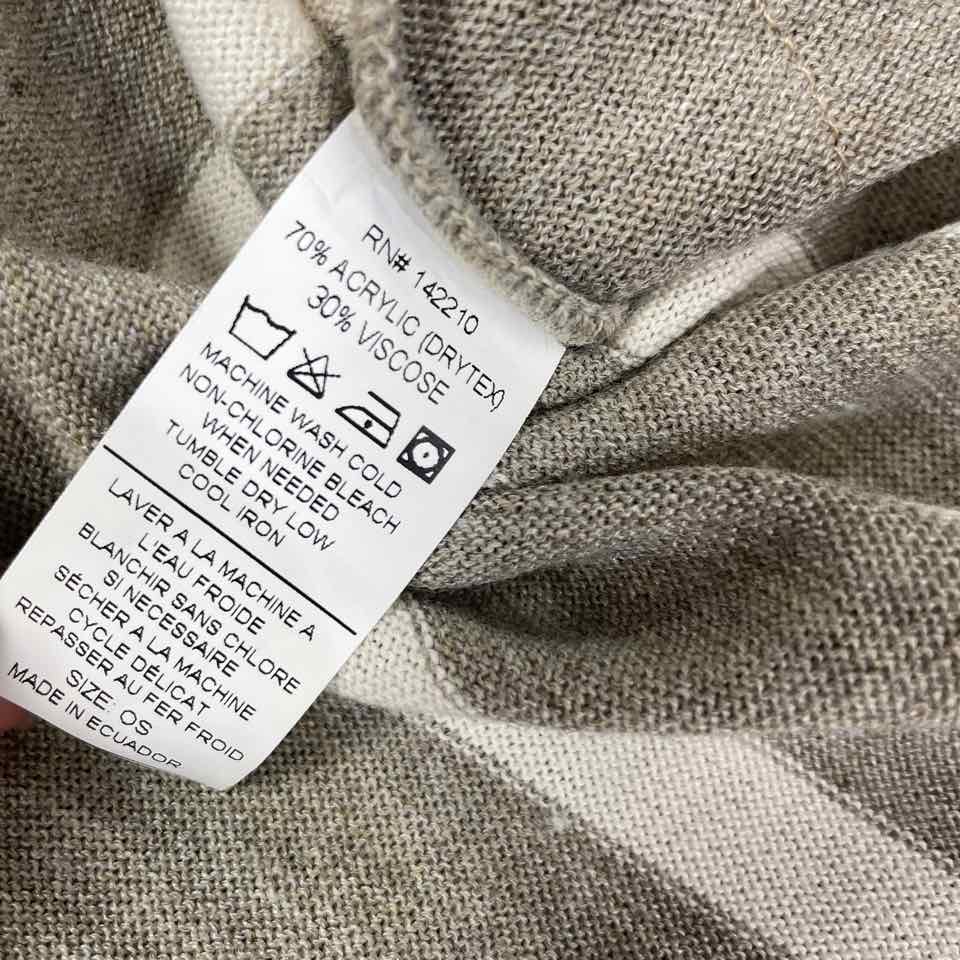 RN# 142210
70% ACRYLIC (DRYTEX)
30% VISCOSE
MACHINE WASH COLD
NON-CHLORINE BLEACH
WHEN NEEDED
TUMBLE DRY LOW
COOL IRON
LAVER A LA MACHINE A
L'EAU FROIDE
BLANCHIR SANS CHLORE
SI NECESSAIRE
SÉCHER A LA MACHINE
CYCLE DÉLICAT
REPASSER AU FER FROID
SIZE: OS
MADE IN ECUADOR